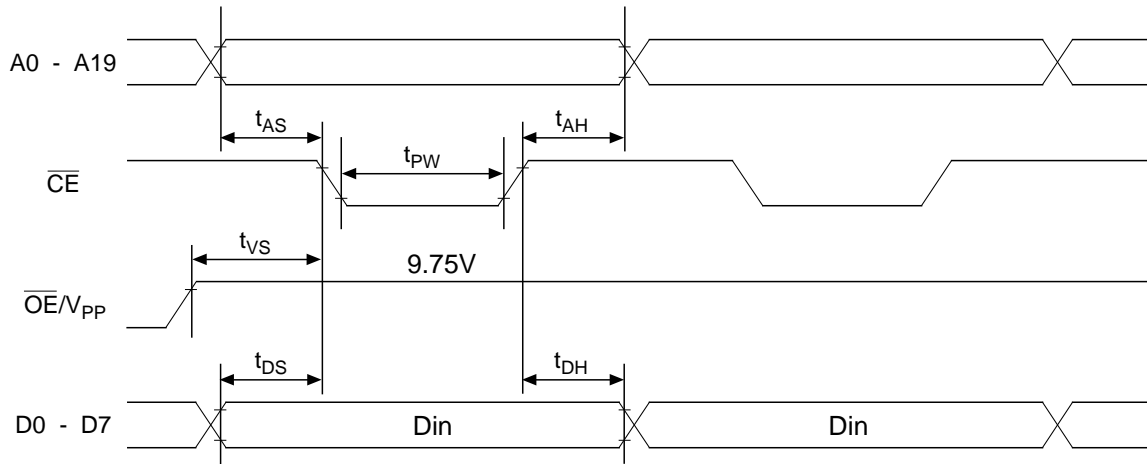 A0 - A19
tAS
tAH
tPW
CE
tVS
9.75V
OE/VPP
tDS
tDH
D0 - D7
Din
Din